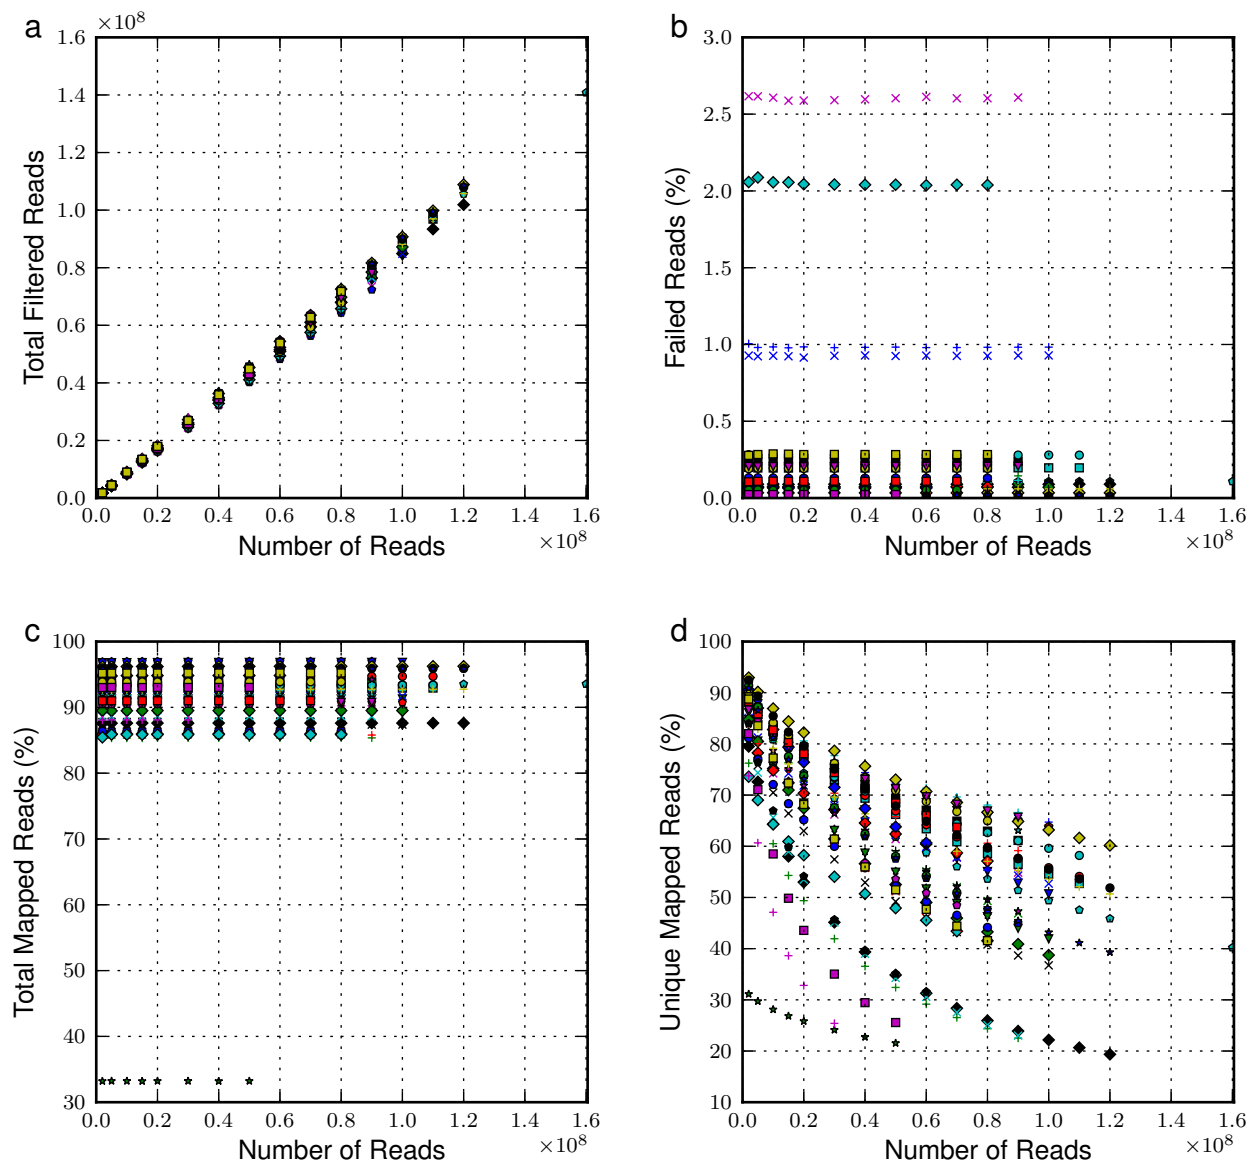 a
×10⁸
1.6
1.4
1.2
1.0
0.8
0.6
0.4
0.2
0.0
Total Filtered Reads
0.0 0.2 0.4 0.6 0.8 1.0 1.2 1.4 1.6
Number of Reads
×10⁸
b
3.0
2.5
2.0
1.5
1.0
0.5
0.0
Failed Reads (%)
0.0 0.2 0.4 0.6 0.8 1.0 1.2 1.4 1.6
Number of Reads
×10⁸
c
100
90
80
70
60
50
40
30
Total Mapped Reads (%)
0.0 0.2 0.4 0.6 0.8 1.0 1.2 1.4 1.6
Number of Reads
×10⁸
d
100
90
80
70
60
50
40
30
20
10
Unique Mapped Reads (%)
0.0 0.2 0.4 0.6 0.8 1.0 1.2 1.4 1.6
Number of Reads
×10⁸